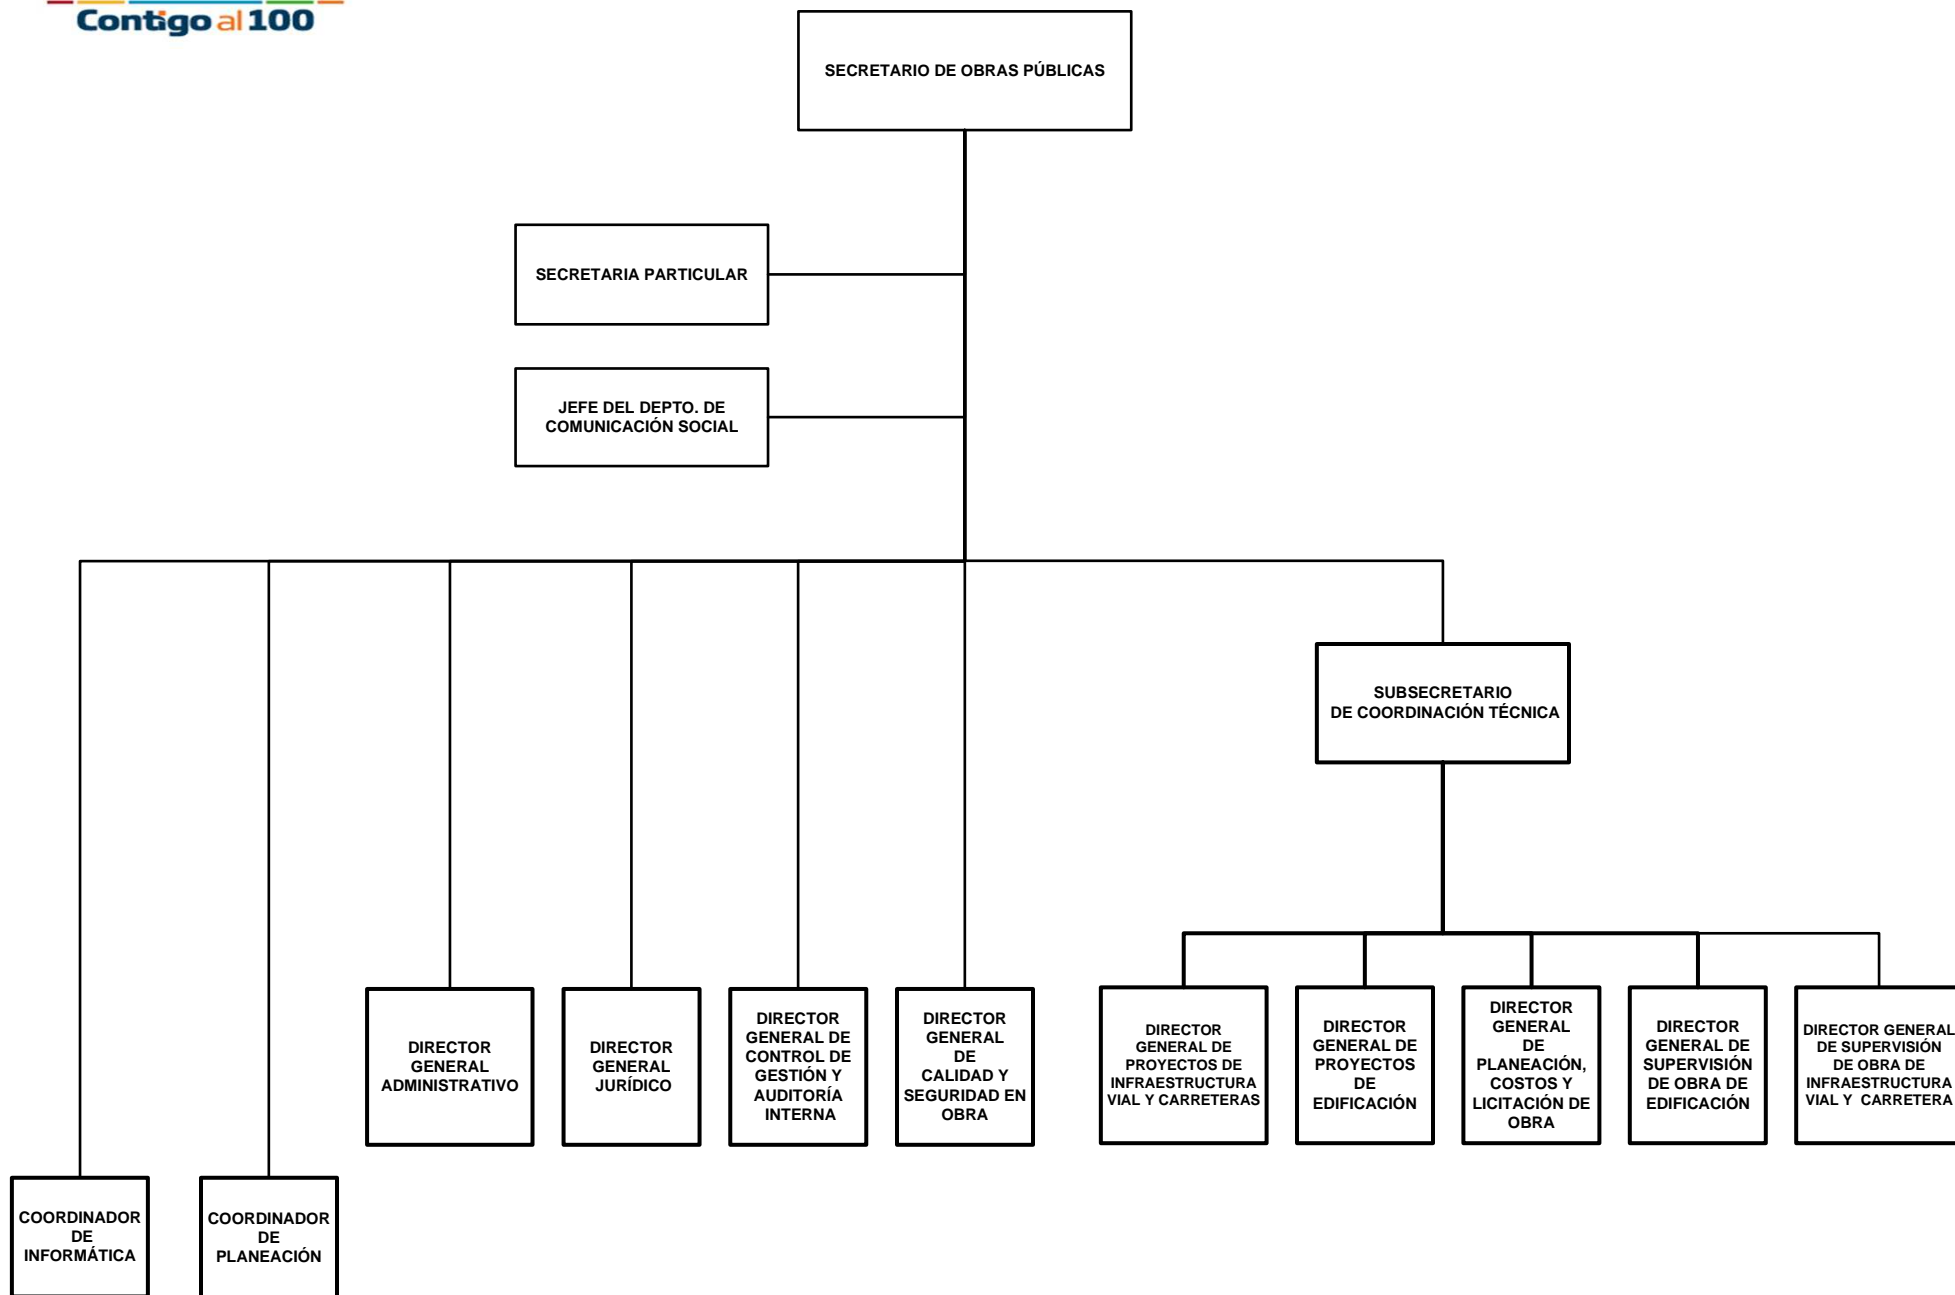 Contigo al 100
SECRETARIO DE OBRAS PÚBLICAS
SECRETARIA PARTICULAR
JEFE DEL DEPTO. DE
COMUNICACIÓN SOCIAL
SUBSECRETARIO
DE COORDINACIÓN TÉCNICA
DIRECTOR
GENERAL
ADMINISTRATIVO
DIRECTOR
GENERAL
JURÍDICO
DIRECTOR
GENERAL DE
CONTROL DE
GESTIÓN Y
AUDITORÍA
INTERNA
DIRECTOR
GENERAL
DE
CALIDAD Y
SEGURIDAD EN
OBRA
DIRECTOR
GENERAL DE
PROYECTOS DE
INFRAESTRUCTURA
VIAL Y CARRETERAS
DIRECTOR
GENERAL DE
PROYECTOS
DE
EDIFICACIÓN
DIRECTOR
GENERAL
DE
PLANEACIÓN,
COSTOS Y
LICITACIÓN DE
OBRA
DIRECTOR
GENERAL DE
SUPERVISIÓN
DE OBRA DE
EDIFICACIÓN
DIRECTOR GENERAL
DE SUPERVISIÓN
DE OBRA DE
INFRAESTRUCTURA
VIAL Y  CARRETERA
COORDINADOR
DE
INFORMÁTICA
COORDINADOR
DE
PLANEACIÓN